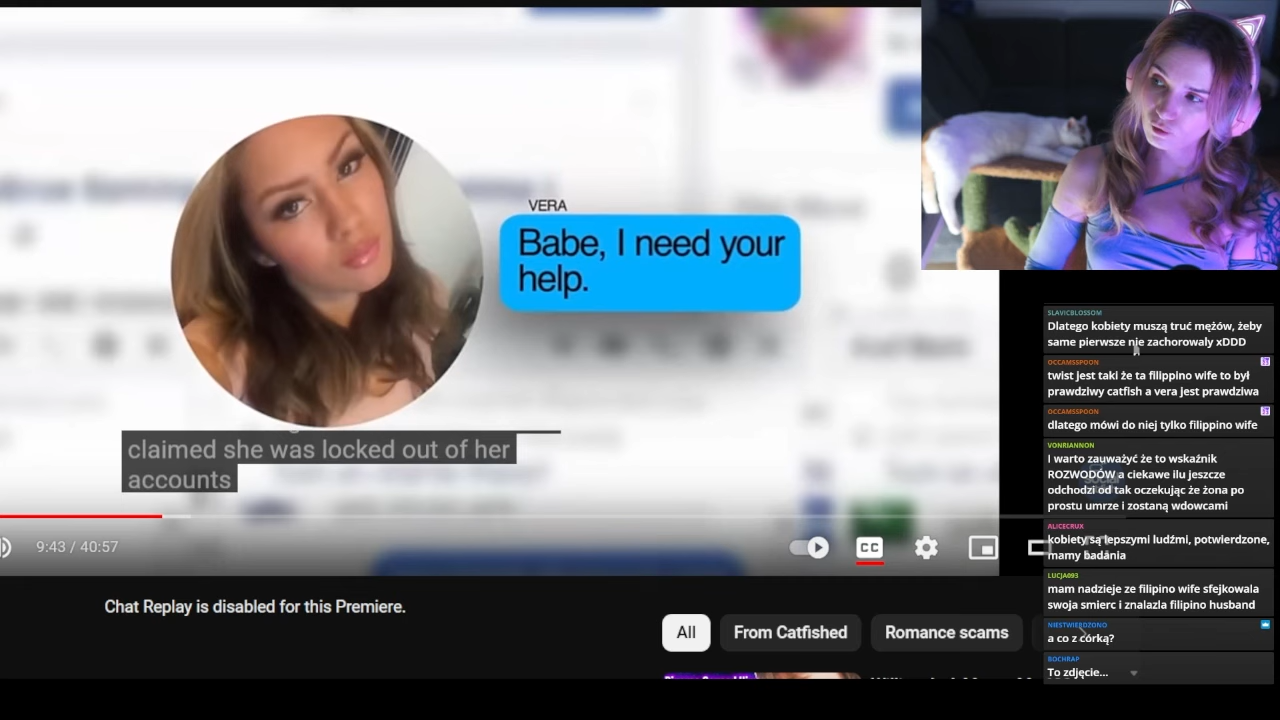 VERA
Babe, I need your
help.
claimed she was locked out of her
accounts
9:43 / 40:57
CC
Chat Replay is disabled for this Premiere.
All
From Catfished
Romance scams
SLAVICBLOSSOM
Dlatego kobiety muszą truć mężów, żeby
same pierwsze nie zachorowaly xDDD
OCCAMSSPOON
twist jest taki że ta filippino wife to był
prawdziwy catfish a vera jest prawdziwa
OCCAMSSPOON
dlatego mówi do niej tylko filippino wife
VONRIANNON
I warto zauważyć że to wskaźnik
ROZWODÓW a ciekawe ilu jeszcze
odchodzi od tak oczekując że żona po
prostu umrze i zostaną wdowcami
ALICECRUX
kobiety są lepszymi ludźmi, potwierdzone,
mamy badania
LUCJA093
mam nadzieje ze filipino wife sfejkowala
swoja smierc i znalazla filipino husband
NIESTWIERDZONO
a co z córką?
BOCHRAP
To zdjęcie...